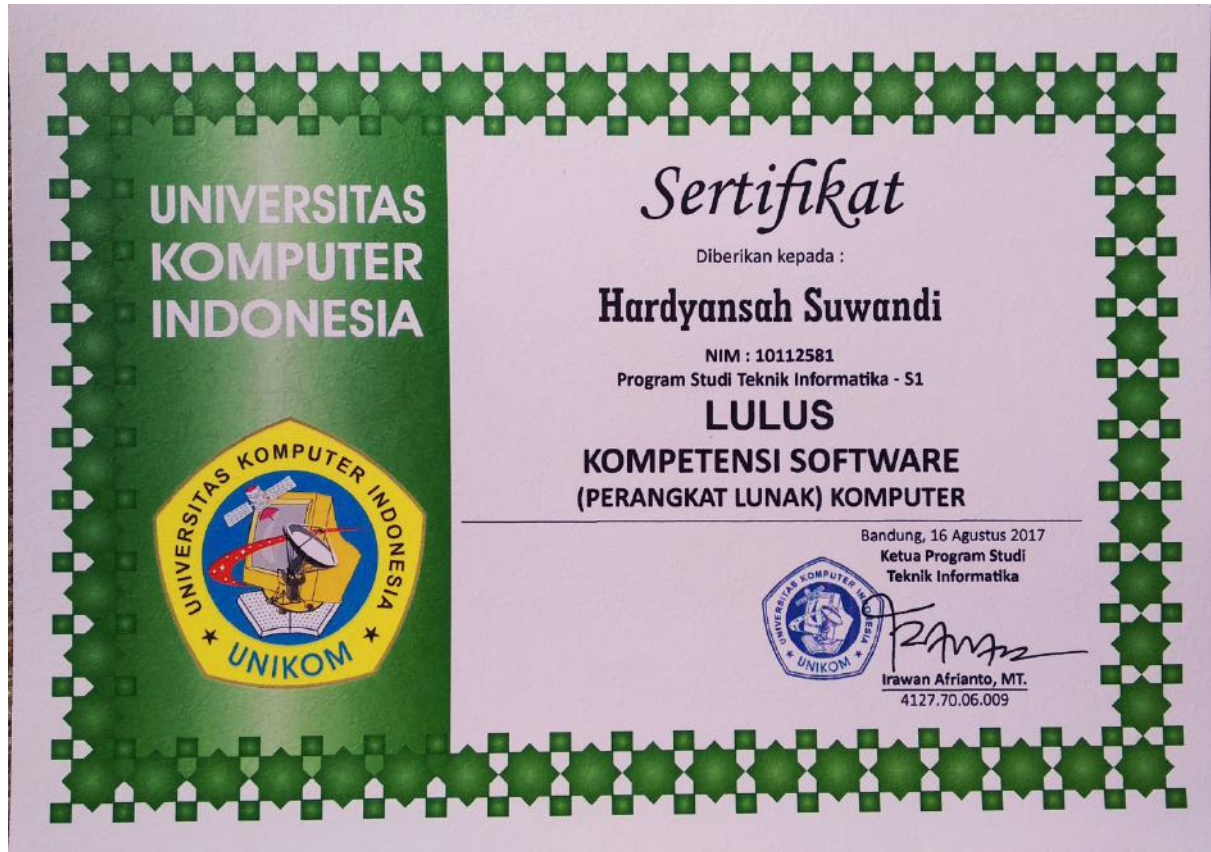 UNIVERSITAS
KOMPUTER
INDONESIA
UNIVERSITAS KOMPUTER INDONESIA
UNIKOM
Sertifikat
Diberikan kepada :
Hardyansah Suwandi
NIM : 10112581
Program Studi Teknik Informatika - S1
LULUS
KOMPETENSI SOFTWARE
(PERANGKAT LUNAK) KOMPUTER
Bandung, 16 Agustus 2017
Ketua Program Studi
Teknik Informatika
UNIVERSITAS KOMPUTER INDONESIA
UNIKOM
Irawan Afrianto, MT.
4127.70.06.009